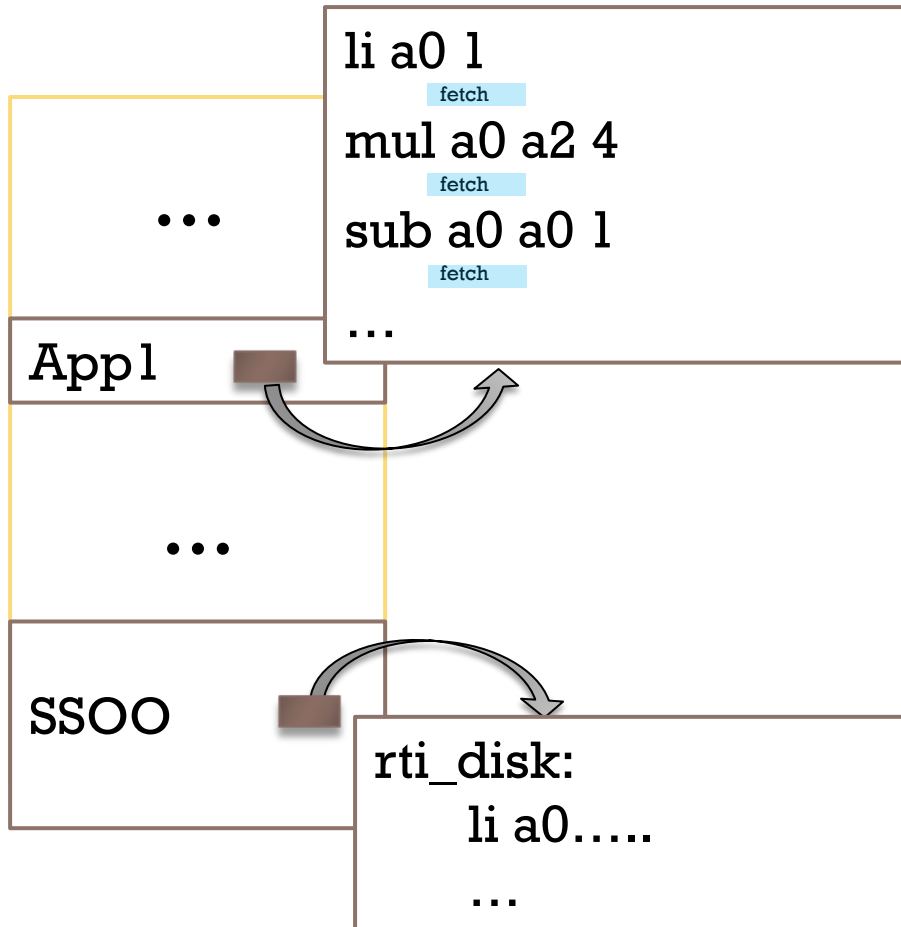 li a0 1
fetch
mul a0 a2 4
fetch
sub a0 a0 1
fetch
…
…
App1
…
SSOO
rti_disk:
li a0…..
…